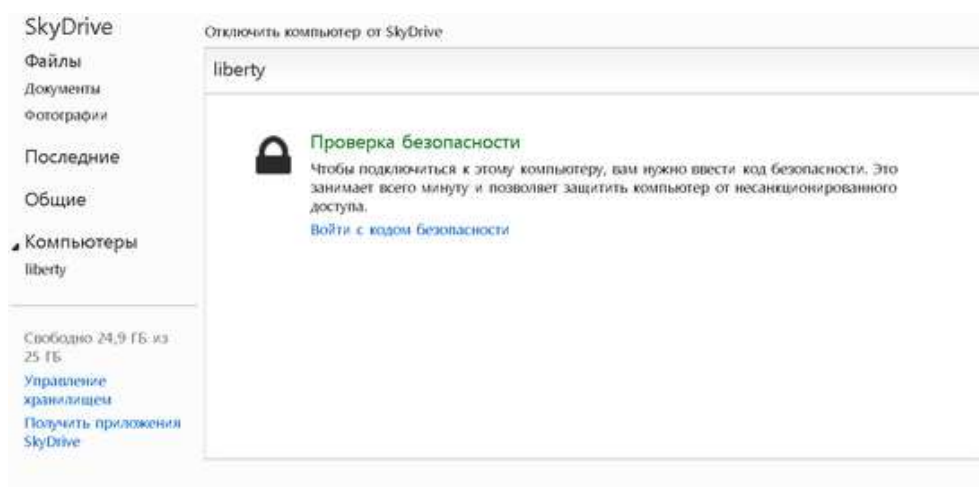 SkyDrive
Файлы
Документы
Фотографии
Последние
Общие
Компьютеры
liberty
Свободно 24,9 ГБ из
25 ГБ
Управление
хранилищем
Получить приложения
SkyDrive
Отключить компьютер от SkyDrive
liberty
Проверка безопасности
Чтобы подключиться к этому компьютеру, вам нужно ввести код безопасности. Это
занимает всего минуту и позволяет защитить компьютер от несанкционированного
доступа.
Войти с кодом безопасности